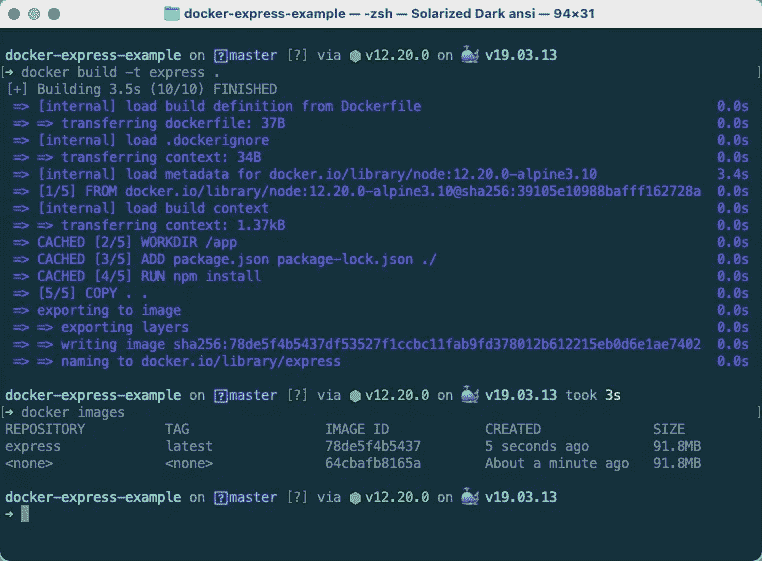 docker-express-example — -zsh — Solarized Dark ansi — 94×31
docker-express-example on master [?] via v12.20.0 on v19.03.13
[➜ docker build -t express . ]
[+] Building 3.5s (10/10) FINISHED
=> [internal] load build definition from Dockerfile 0.0s
=> => transferring dockerfile: 37B 0.0s
=> [internal] load .dockerignore 0.0s
=> => transferring context: 34B 0.0s
=> [internal] load metadata for docker.io/library/node:12.20.0-alpine3.10 3.4s
=> [1/5] FROM docker.io/library/node:12.20.0-alpine3.10@sha256:39105e10988bafff162728a 0.0s
=> [internal] load build context 0.0s
=> => transferring context: 1.37kB 0.0s
=> CACHED [2/5] WORKDIR /app 0.0s
=> CACHED [3/5] ADD package.json package-lock.json ./ 0.0s
=> CACHED [4/5] RUN npm install 0.0s
=> [5/5] COPY . . 0.0s
=> exporting to image 0.0s
=> => exporting layers 0.0s
=> => writing image sha256:78de5f4b5437df53527f1ccbc11fab9fd378012b612215eb0d6e1ae7402 0.0s
=> => naming to docker.io/library/express 0.0s
docker-express-example on master [?] via v12.20.0 on v19.03.13 took 3s
[➜ docker images ]
REPOSITORY TAG IMAGE ID CREATED SIZE
express latest 78de5f4b5437 5 seconds ago 91.8MB
<none> <none> 64cbafb8165a About a minute ago 91.8MB
docker-express-example on master [?] via v12.20.0 on v19.03.13
➜